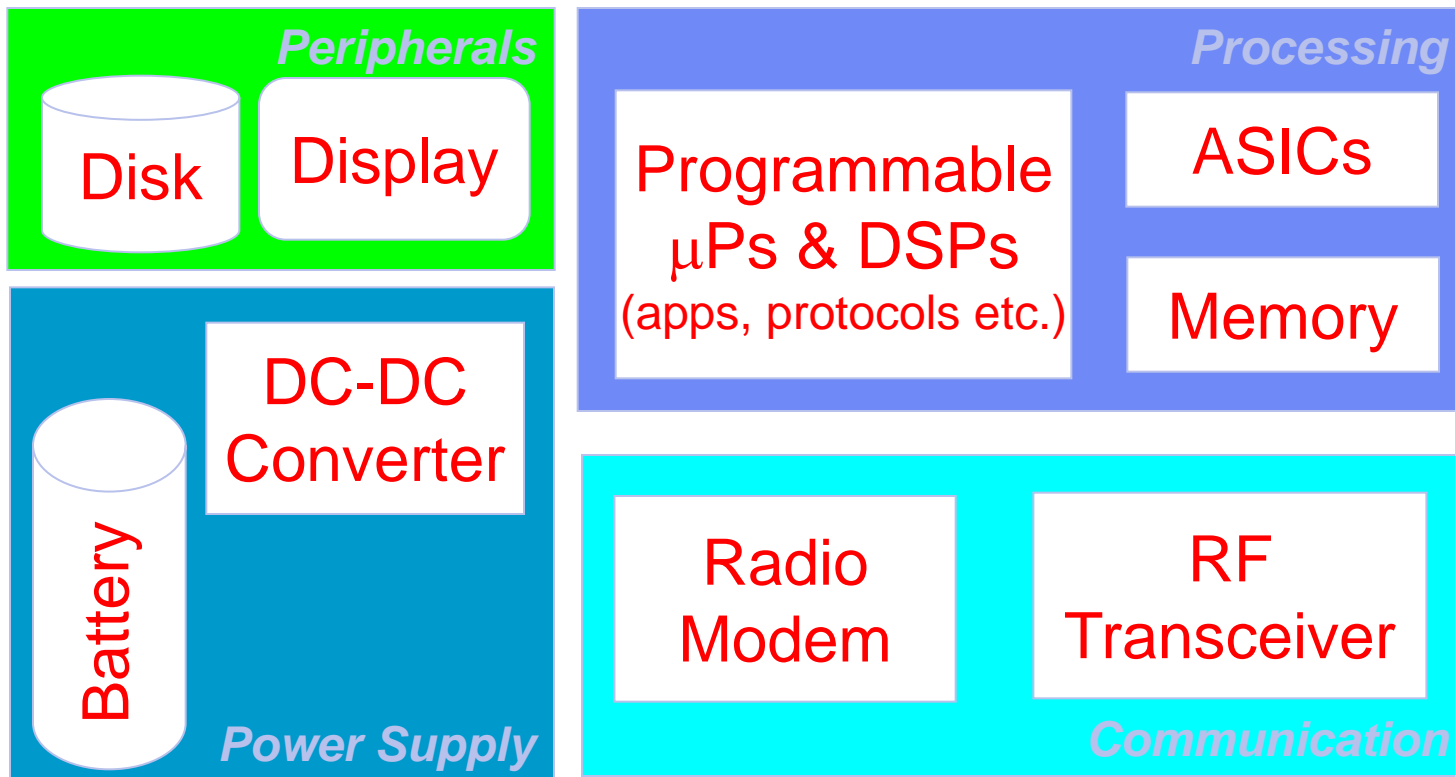 Peripherals
Disk
Display
Processing
Programmable
μPs & DSPs
(apps, protocols etc.)
ASICs
Memory
DC-DC
Converter
Battery
Power Supply
Radio
Modem
RF
Transceiver
Communication